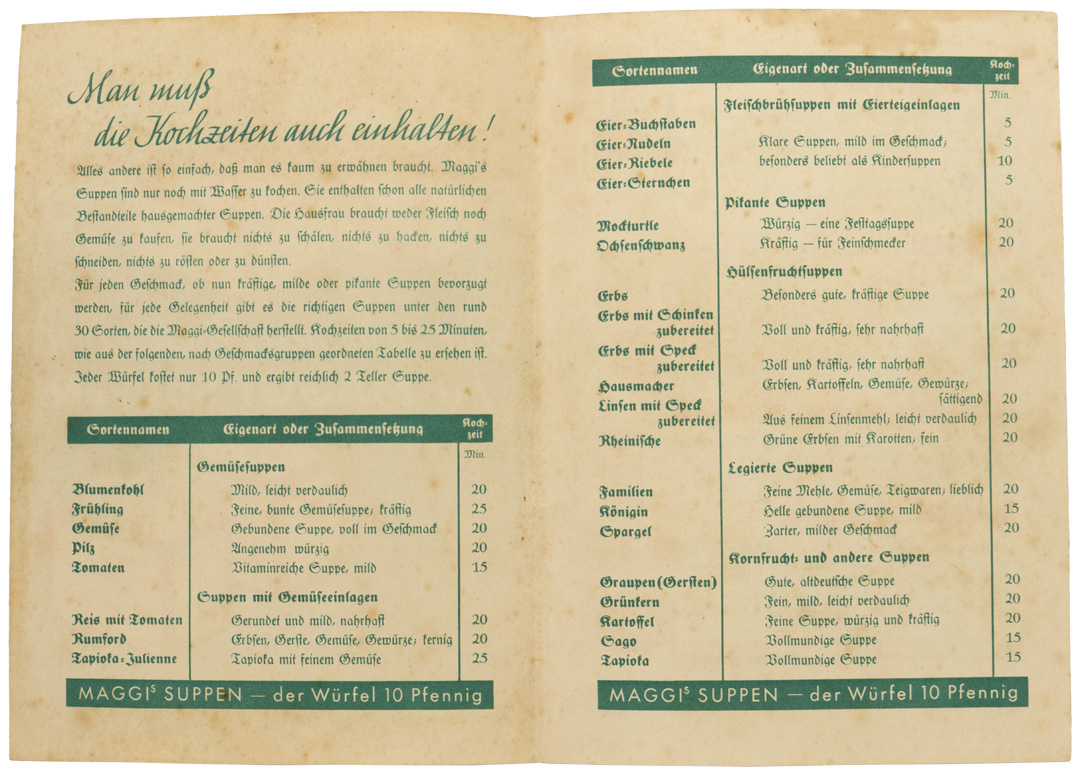 Man muß
die Kochzeiten auch einhalten!
Alles andere ist so einfach, daß man es kaum zu erwähnen braucht. Maggi's
Suppen sind nur noch mit Wasser zu kochen. Sie enthalten schon alle natürlichen
Bestandteile hausgemachter Suppen. Die Hausfrau braucht weder Fleisch noch
Gemüse zu kaufen, sie braucht nichts zu schälen, nichts zu hacken, nichts zu
schneiden, nichts zu rösten oder zu dünsten.
Für jeden Geschmack, ob nun kräftige, milde oder pikante Suppen bevorzugt
werden, für jede Gelegenheit gibt es die richtigen Suppen unter den rund
30 Sorten, die die Maggi-Gesellschaft herstellt. Kochzeiten von 5 bis 25 Minuten,
wie aus der folgenden, nach Geschmacksgruppen geordneten Tabelle zu ersehen ist.
Jeder Würfel kostet nur 10 Pf. und ergibt reichlich 2 Teller Suppe.
Sortennamen Eigenart oder Zusammensetzung Koch-
zeit
Min.
Gemüsesuppen
Blumenkohl Mild, leicht verdaulich 20
Frühling Feine, bunte Gemüsesuppe; kräftig 25
Gemüse Gebundene Suppe, voll im Geschmack 20
Pilz Angenehm würzig 20
Tomaten Vitaminreiche Suppe, mild 15
Suppen mit Gemüseeinlagen
Reis mit Tomaten Gerundet und mild, nahrhaft 20
Rumford Erbsen, Gerste, Gemüse, Gewürze; kernig 20
Tapioka-Julienne Tapioka mit feinem Gemüse 25
MAGGIs SUPPEN — der Würfel 10 Pfennig
Sortennamen Eigenart oder Zusammensetzung Koch-
zeit
Min.
Fleischbrühsuppen mit Eierteigeinlagen
Eier-Buchstaben 5
Eier-Nudeln Klare Suppen, mild im Geschmack; 5
Eier-Riebele besonders beliebt als Kindersuppen 10
Eier-Sternchen 5
Pikante Suppen
Mockturtle Würzig — eine Festtagssuppe 20
Ochsenschwanz Kräftig — für Feinschmecker 20
Hülsenfruchtsuppen
Erbs Besonders gute, kräftige Suppe 20
Erbs mit Schinken
zubereitet Voll und kräftig, sehr nahrhaft 20
Erbs mit Speck
zubereitet Voll und kräftig, sehr nahrhaft 20
Hausmacher Erbsen, Kartoffeln, Gemüse, Gewürze;
sättigend 20
Linsen mit Speck
zubereitet Aus feinem Linsenmehl; leicht verdaulich 20
Rheinische Grüne Erbsen mit Karotten; fein 20
Legierte Suppen
Familien Feine Mehle, Gemüse, Teigwaren; lieblich 20
Königin Helle gebundene Suppe, mild 15
Spargel Zarter, milder Geschmack 20
Kornfrucht- und andere Suppen
Graupen (Gersten) Gute, altdeutsche Suppe 20
Grünkern Fein, mild, leicht verdaulich 20
Kartoffel Feine Suppe, würzig und kräftig 20
Sago Vollmundige Suppe 15
Tapioka Vollmundige Suppe 15
MAGGIs SUPPEN — der Würfel 10 Pfennig